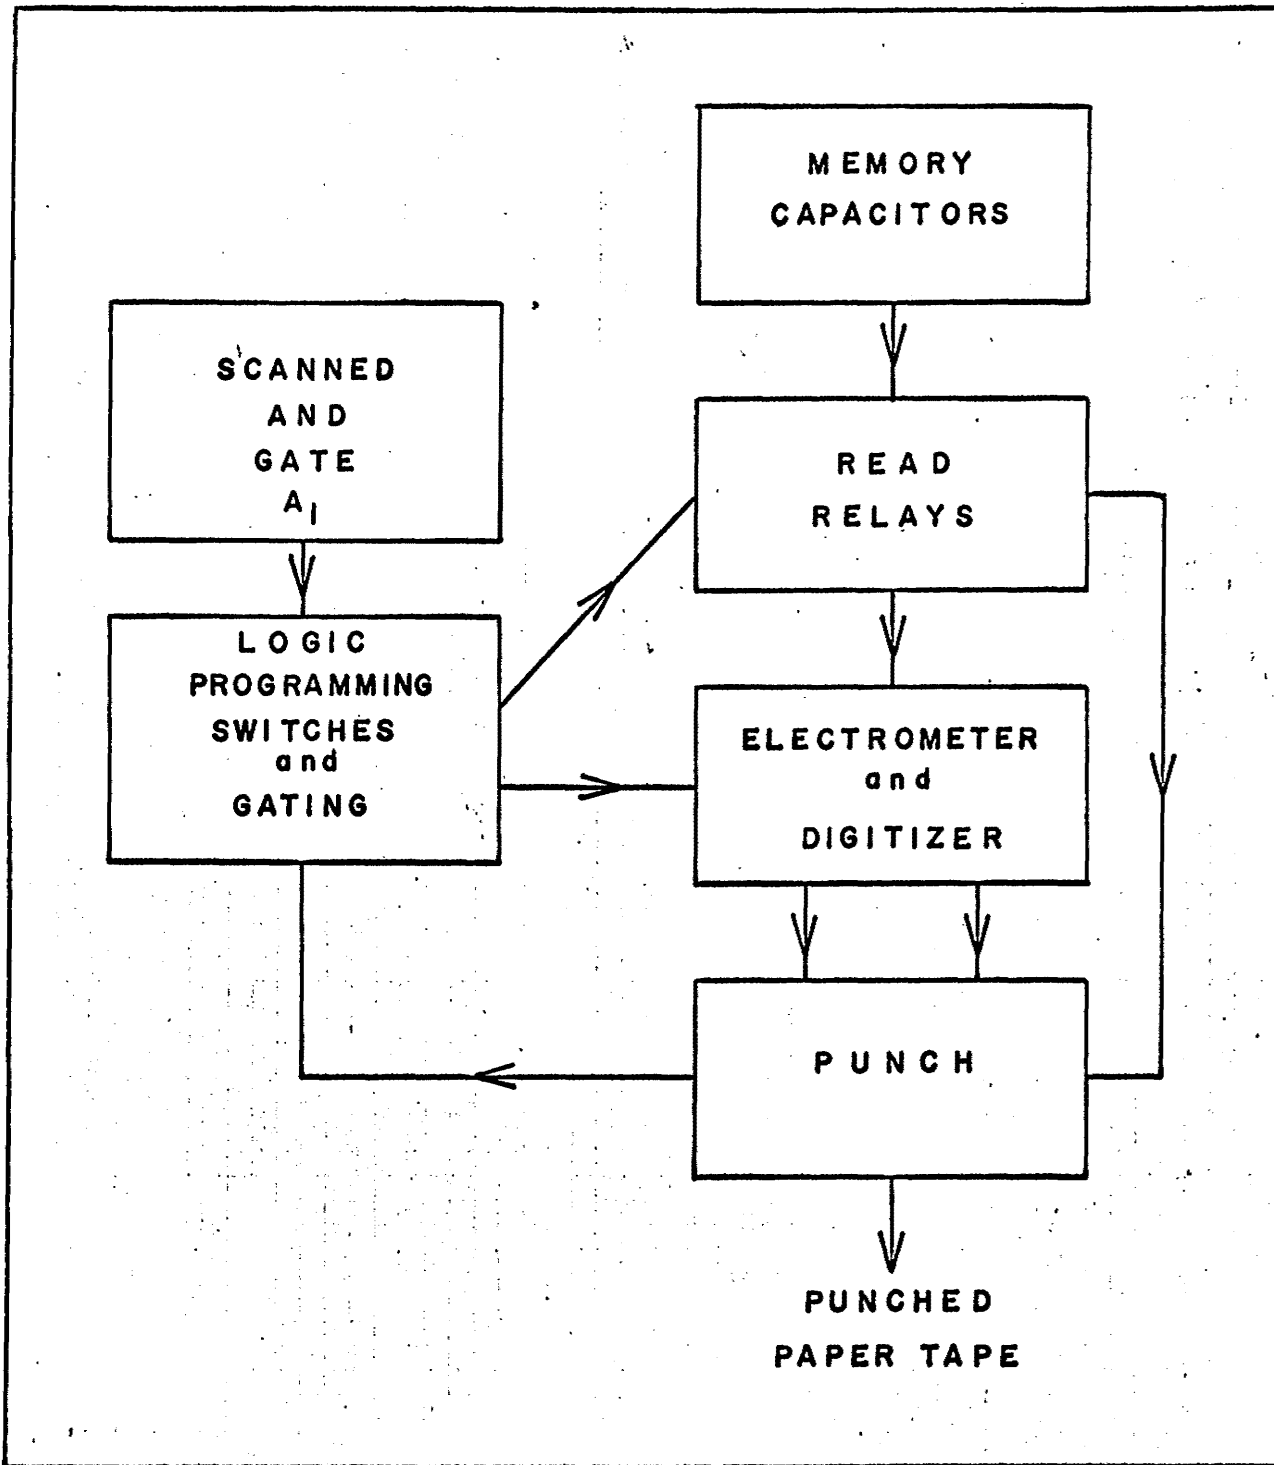 MEMORY
CAPACITORS
SCANNED
AND
GATE
A1
READ
RELAYS
LOGIC
PROGRAMMING
SWITCHES
and
GATING
ELECTROMETER
and
DIGITIZER
PUNCH
PUNCHED
PAPER TAPE